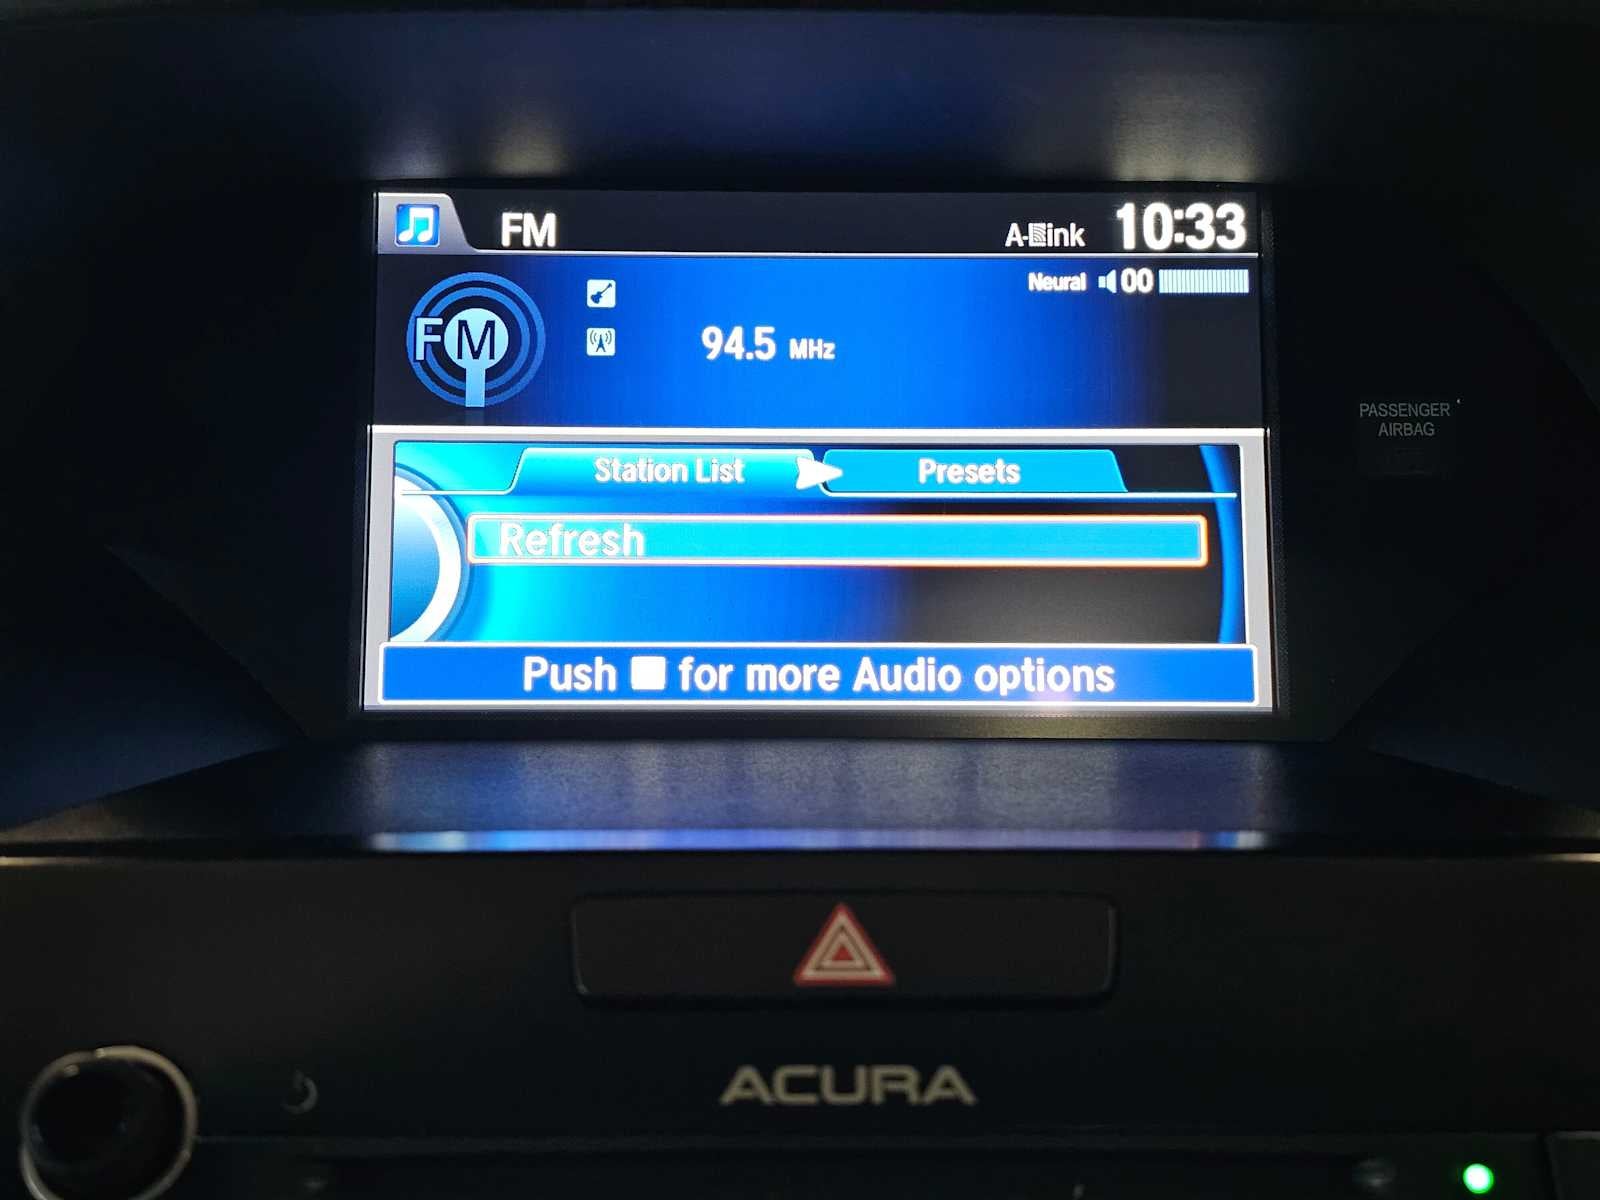 FM
A-Link 10:33
Neural 00
FM
94.5 MHz
Station List Presets
Refresh
Push for more Audio options
PASSENGER
AIRBAG
ACURA